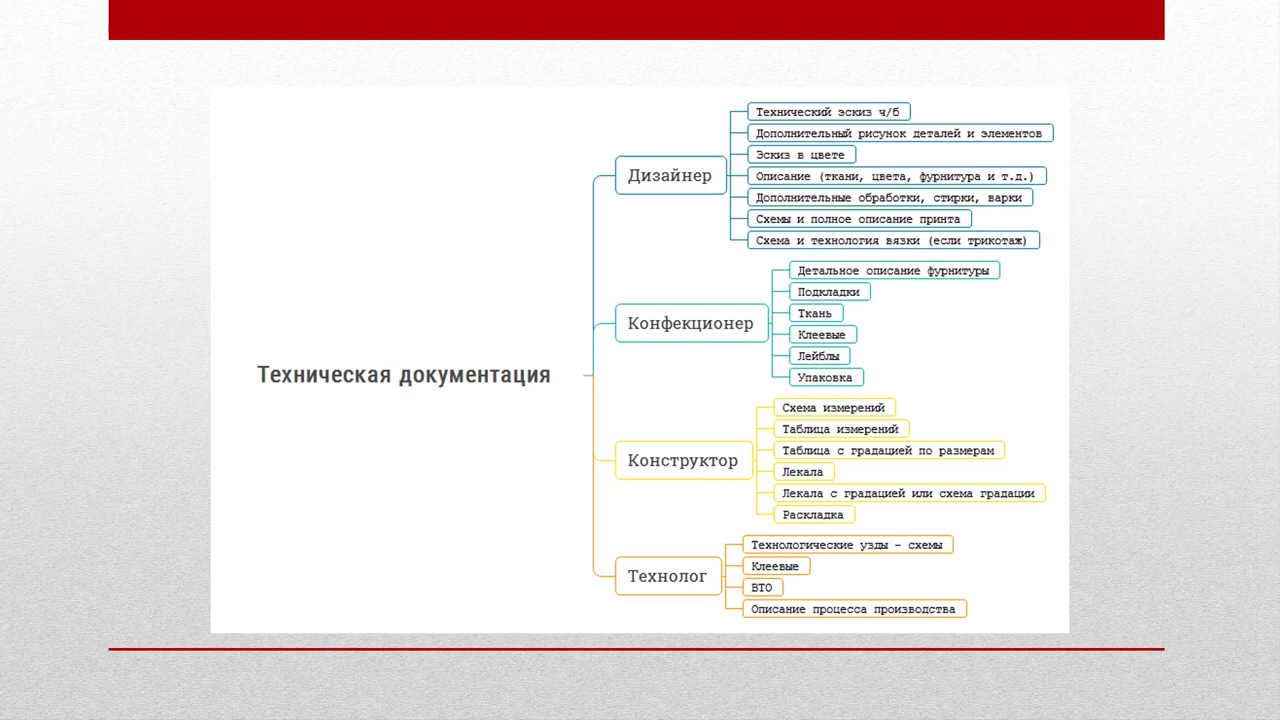 Техническая документация
Дизайнер
Технический эскиз ч/б
Дополнительный рисунок деталей и элементов
Эскиз в цвете
Описание (ткани, цвета, фурнитура и т.д.)
Дополнительные обработки, стирки, варки
Схемы и полное описание принта
Схема и технология вязки (если трикотаж)
Конфекционер
Детальное описание фурнитуры
Подкладки
Ткань
Клеевые
Лейблы
Упаковка
Конструктор
Схема измерений
Таблица измерений
Таблица с градацией по размерам
Лекала
Лекала с градацией или схема градации
Раскладка
Технолог
Технологические узды - схемы
Клеевые
ВТО
Описание процесса производства